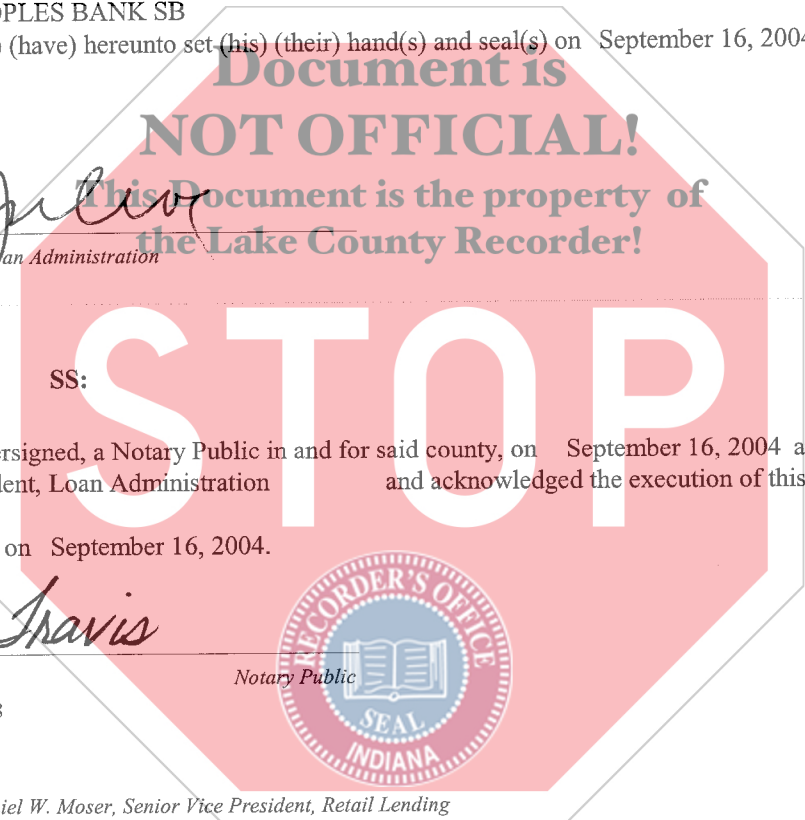 PLES BANK SB
(have) hereunto set (his) (their) hand(s) and seal(s) on September 16, 2004
Document is
NOT OFFICIAL!
This Document is the property of
the Lake County Recorder!
an Administration
STOP
SS:
ersigned, a Notary Public in and for said county, on September 16, 2004 a
lent, Loan Administration and acknowledged the execution of this
on September 16, 2004.
Travis
Notary Public
RECORDER'S OFFICE
SEAL
INDIANA
iel W. Moser, Senior Vice President, Retail Lending